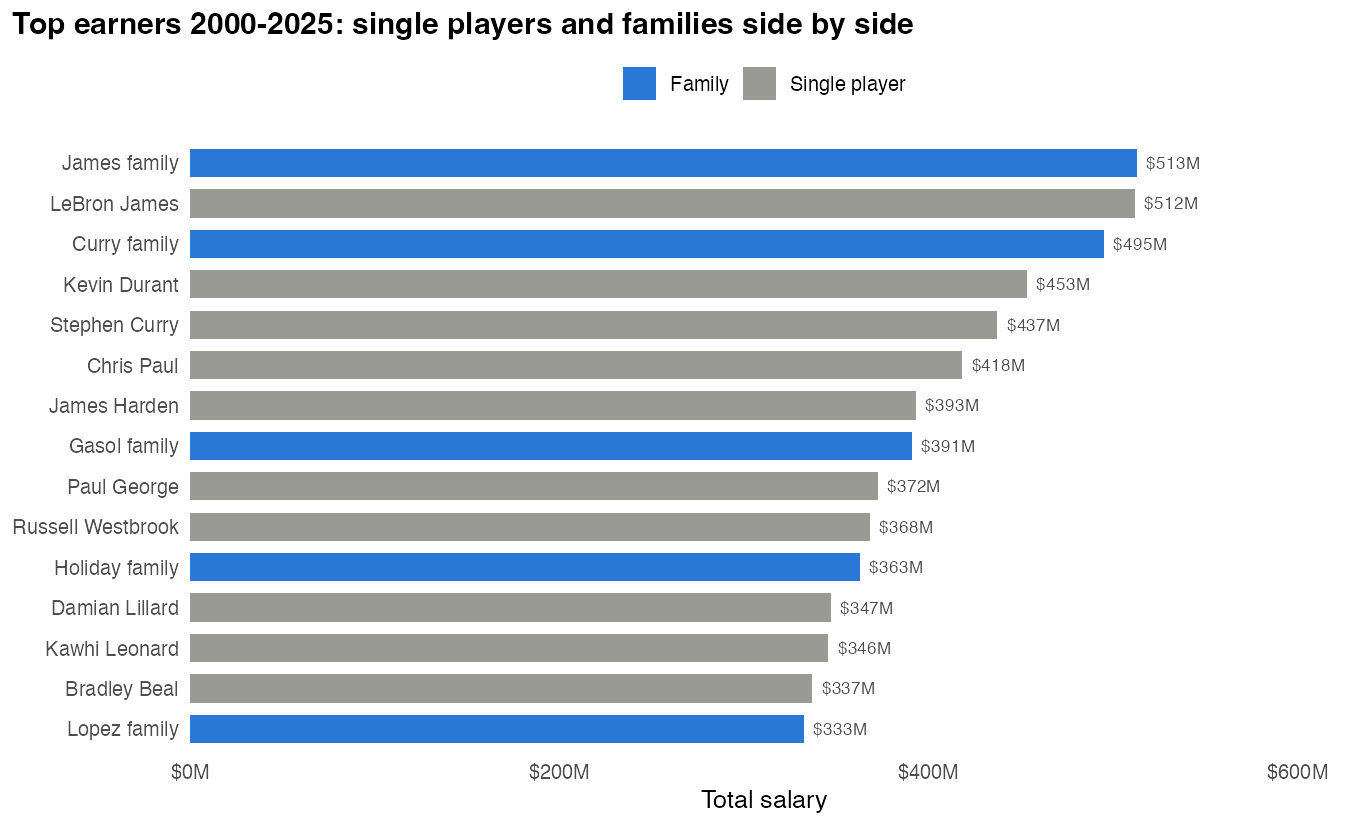 Top earners 2000-2025: single players and families side by side
Family
Single player
James family $513M
LeBron James $512M
Curry family $495M
Kevin Durant $453M
Stephen Curry $437M
Chris Paul $418M
James Harden $393M
Gasol family $391M
Paul George $372M
Russell Westbrook $368M
Holiday family $363M
Damian Lillard $347M
Kawhi Leonard $346M
Bradley Beal $337M
Lopez family $333M
$0M $200M $400M $600M
Total salary